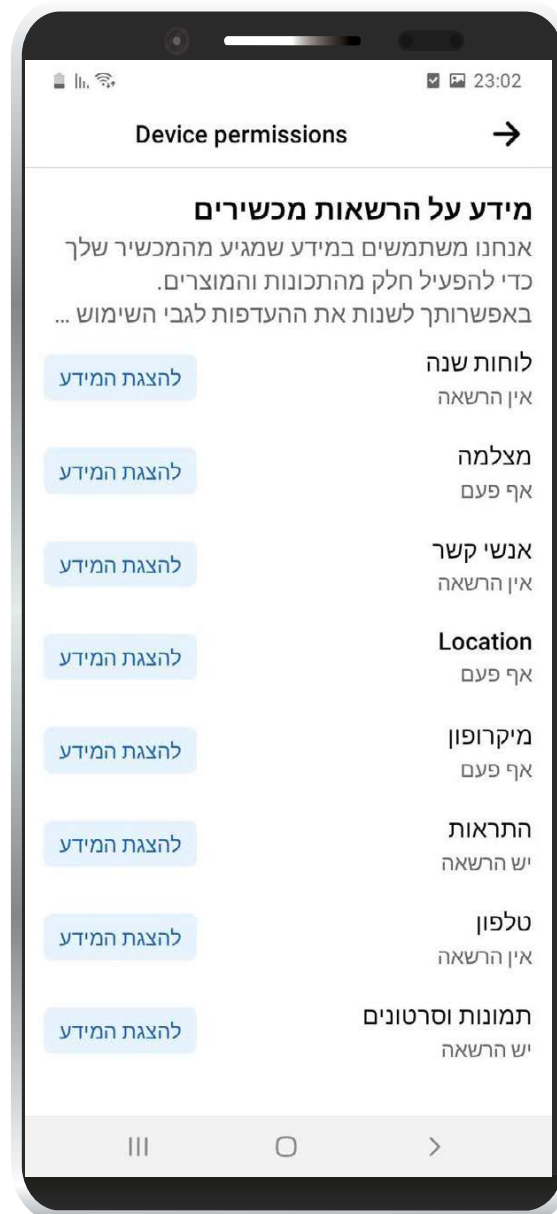 23:02
Device permissions
מידע על הרשאות מכשירים
אנחנו משתמשים במידע שמגיע מהמכשיר שלך
כדי להפעיל חלק מהתכונות והמוצרים.
באפשרותך לשנות את ההעדפות לגבי השימוש ...
לוחות שנה
אין הרשאה
להצגת המידע
מצלמה
אף פעם
להצגת המידע
אנשי קשר
אין הרשאה
להצגת המידע
Location
אף פעם
להצגת המידע
מיקרופון
אף פעם
להצגת המידע
התראות
יש הרשאה
להצגת המידע
טלפון
אין הרשאה
להצגת המידע
תמונות וסרטונים
יש הרשאה
להצגת המידע